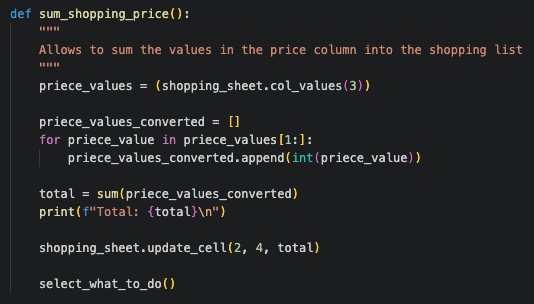 def sum_shopping_price():
    """
    Allows to sum the values in the price column into the shopping list
    """
    priece_values = (shopping_sheet.col_values(3))

    priece_values_converted = []
    for priece_value in priece_values[1:]:
        priece_values_converted.append(int(priece_value))

    total = sum(priece_values_converted)
    print(f"Total: {total}\n")

    shopping_sheet.update_cell(2, 4, total)

    select_what_to_do()